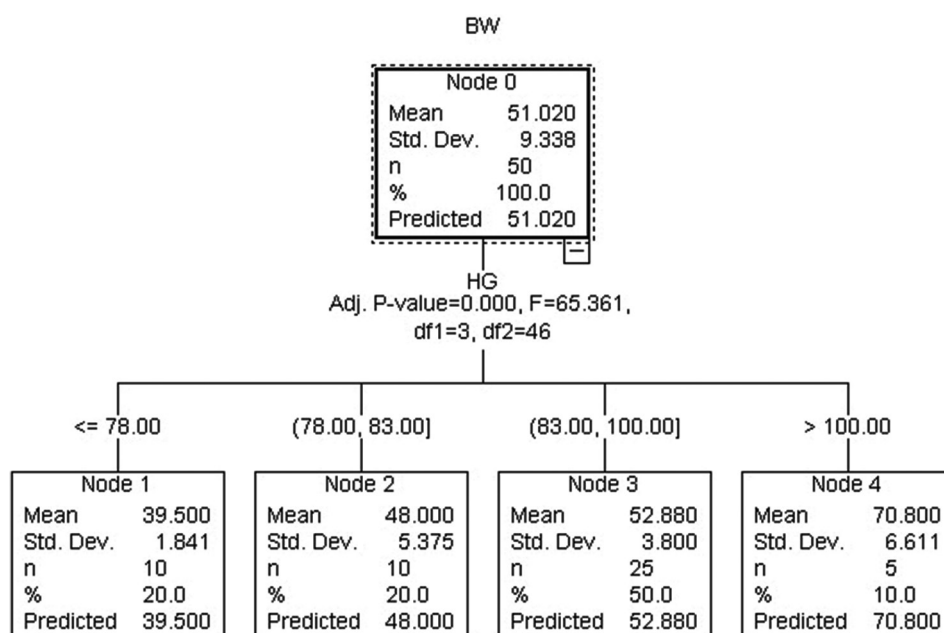 BW
Node 0
Mean 51.020
Std. Dev. 9.338
n 50
% 100.0
Predicted 51.020
HG
Adj. P-value=0.000, F=65.361,
df1=3, df2=46
<= 78.00
(78.00, 83.00]
(83.00, 100.00]
> 100.00
Node 1
Mean 39.500
Std. Dev. 1.841
n 10
% 20.0
Predicted 39.500
Node 2
Mean 48.000
Std. Dev. 5.375
n 10
% 20.0
Predicted 48.000
Node 3
Mean 52.880
Std. Dev. 3.800
n 25
% 50.0
Predicted 52.880
Node 4
Mean 70.800
Std. Dev. 6.611
n 5
% 10.0
Predicted 70.800